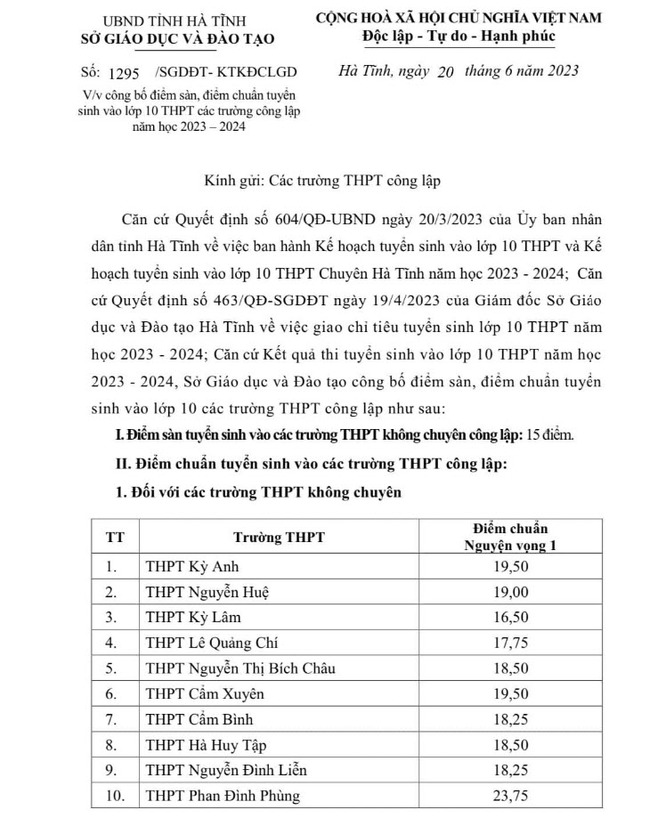 UBND TỈNH HÀ TĨNH
SỞ GIÁO DỤC VÀ ĐÀO TẠO
CỘNG HOÀ XÃ HỘI CHỦ NGHĨA VIỆT NAM
Độc lập - Tự do - Hạnh phúc
Số: 1295 /SGDĐT- KTKĐCLGD
Hà Tĩnh, ngày 20 tháng 6 năm 2023
V/v công bố điểm sàn, điểm chuẩn tuyển
sinh vào lớp 10 THPT các trường công lập
năm học 2023 – 2024
Kính gửi: Các trường THPT công lập
Căn cứ Quyết định số 604/QĐ-UBND ngày 20/3/2023 của Ủy ban nhân
dân tỉnh Hà Tĩnh về việc ban hành Kế hoạch tuyển sinh vào lớp 10 THPT và Kế
hoạch tuyển sinh vào lớp 10 THPT Chuyên Hà Tĩnh năm học 2023 - 2024; Căn
cứ Quyết định số 463/QĐ-SGDĐT ngày 19/4/2023 của Giám đốc Sở Giáo
dục và Đào tạo Hà Tĩnh về việc giao chỉ tiêu tuyển sinh lớp 10 THPT năm
học 2023 - 2024; Căn cứ Kết quả thi tuyển sinh vào lớp 10 THPT năm học
2023 - 2024, Sở Giáo dục và Đào tạo công bố điểm sàn, điểm chuẩn tuyển
sinh vào lớp 10 các trường THPT công lập như sau:
I. Điểm sàn tuyển sinh vào các trường THPT không chuyên công lập: 15 điểm.
II. Điểm chuẩn tuyển sinh vào các trường THPT công lập:
1. Đối với các trường THPT không chuyên
TT Trường THPT Điểm chuẩn
Nguyện vọng 1
1. THPT Kỳ Anh 19,50
2. THPT Nguyễn Huệ 19,00
3. THPT Kỳ Lâm 16,50
4. THPT Lê Quảng Chí 17,75
5. THPT Nguyễn Thị Bích Châu 18,50
6. THPT Cẩm Xuyên 19,50
7. THPT Cẩm Bình 18,25
8. THPT Hà Huy Tập 18,50
9. THPT Nguyễn Đình Liễn 18,25
10. THPT Phan Đình Phùng 23,75